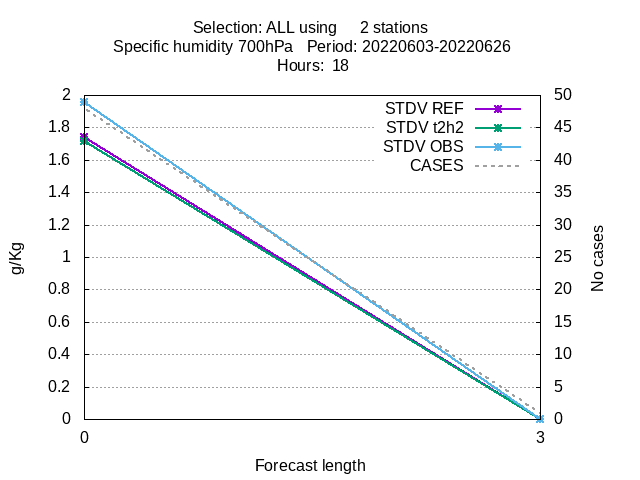 Selection: ALL using 2 stations
Specific humidity 700hPa Period: 20220603-20220626
Hours: 18
2 50
STDV REF
1.8 45
STDV t2h2
STDV OBS
1.6 40
CASES
1.4 35
1.2 30
1 25
0.8 20
0.6 15
0.4 10
0.2 5
0 0
g/Kg
No cases
0 3
Forecast length